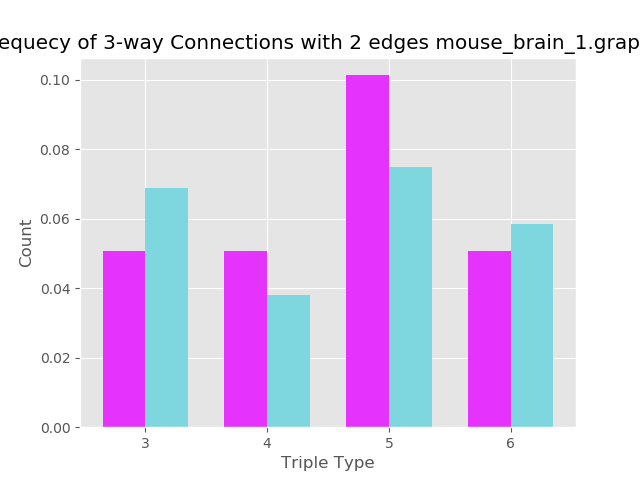 equecy of 3-way Connections with 2 edges mouse_brain_1.grap
0.10
0.08
0.06
0.04
0.02
0.00
Count
3 4 5 6
Triple Type